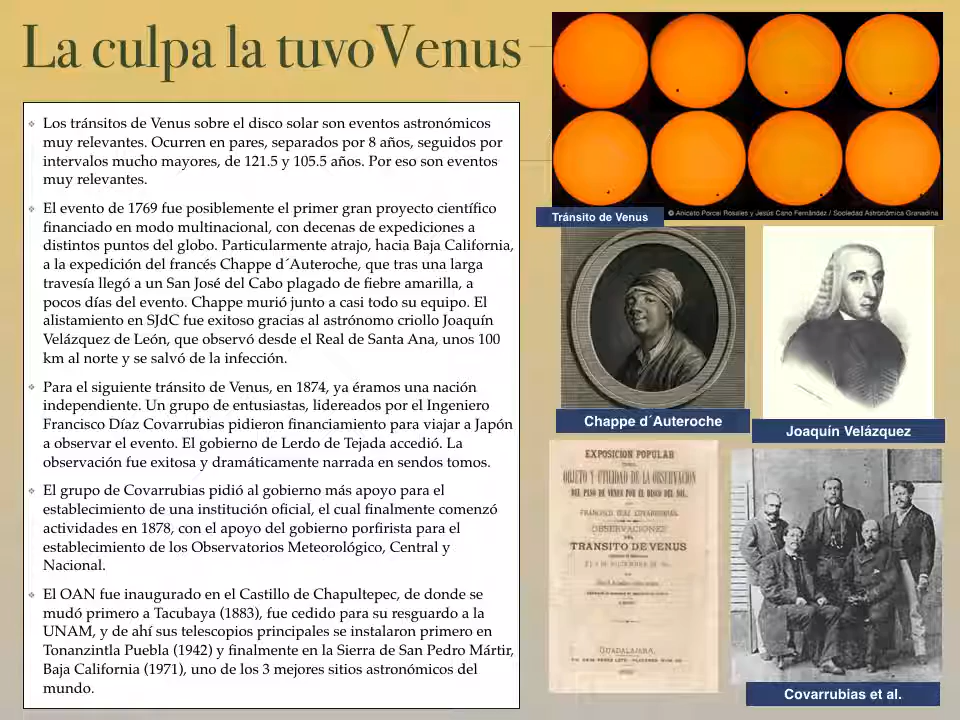 La culpa la tuvo Venus
Los tránsitos de Venus sobre el disco solar son eventos astronómicos
muy relevantes. Ocurren en pares, separados por 8 años, seguidos por
intervalos mucho mayores, de 121.5 y 105.5 años. Por eso son eventos
muy relevantes.
El evento de 1769 fue posiblemente el primer gran proyecto científico
financiado en modo multinacional, con decenas de expediciones a
distintos puntos del globo. Particularmente atrajo, hacia Baja California,
a la expedición del francés Chappe d´Auteroche, que tras una larga
travesía llegó a un San José del Cabo plagado de fiebre amarilla, a
pocos días del evento. Chappe murió junto a casi todo su equipo. El
alistamiento en SJdC fue exitoso gracias al astrónomo criollo Joaquín
Velázquez de León, que observó desde el Real de Santa Ana, unos 100
km al norte y se salvó de la infección.
Para el siguiente tránsito de Venus, en 1874, ya éramos una nación
independiente. Un grupo de entusiastas, lidereados por el Ingeniero
Francisco Díaz Covarrubias pidieron financiamiento para viajar a Japón
a observar el evento. El gobierno de Lerdo de Tejada accedió. La
observación fue exitosa y dramáticamente narrada en sendos tomos.
El grupo de Covarrubias pidió al gobierno más apoyo para el
establecimiento de una institución oficial, el cual finalmente comenzó
actividades en 1878, con el apoyo del gobierno porfirista para el
establecimiento de los Observatorios Meteorológico, Central y
Nacional.
El OAN fue inaugurado en el Castillo de Chapultepec, de donde se
mudó primero a Tacubaya (1883), fue cedido para su resguardo a la
UNAM, y de ahí sus telescopios principales se instalaron primero en
Tonanzintla Puebla (1942) y finalmente en la Sierra de San Pedro Mártir,
Baja California (1971), uno de los 3 mejores sitios astronómicos del
mundo.
© Aniceto Porcel Rosales y Jesús Cano Fernández / Sociedad Astronómica Granadina
Tránsito de Venus
Chappe d´Auteroche
Joaquín Velázquez
EXPOSICION POPULAR
OBJETO Y UTILIDAD DE LA OBSERVACION
DEL PASO DE VENUS POR EL DISCO DEL SOL
FRANCISCO DIAZ COVARRUBIAS
OBSERVACIONES
DEL
TRANSITO DE VENUS
GUADALAJARA
Covarrubias et al.